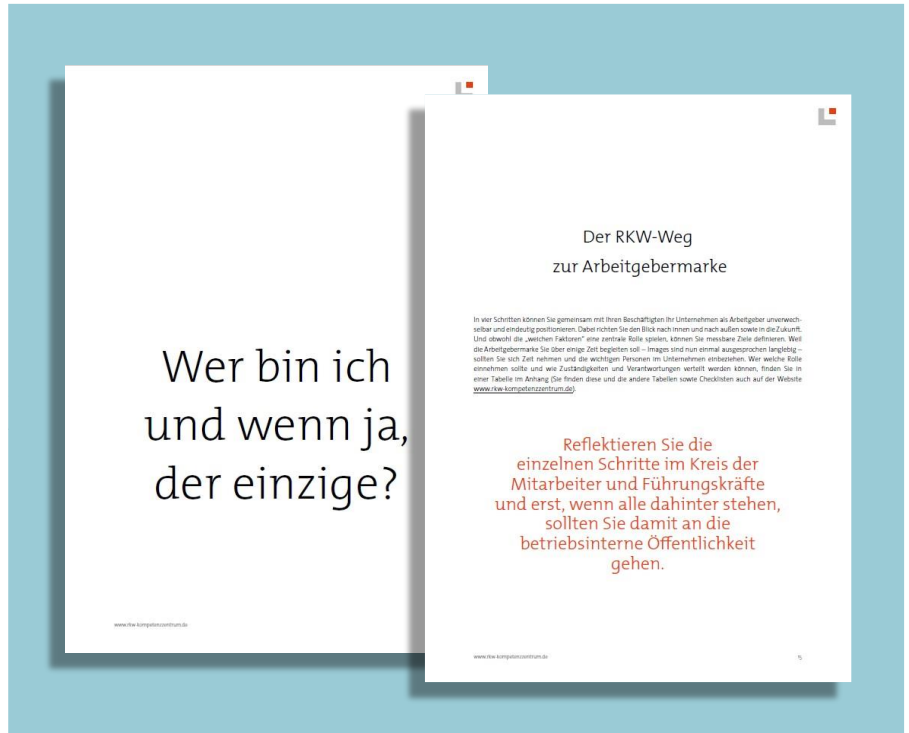 Wer bin ich
und wenn ja,
der einzige?
www.rkw-kompetenzzentrum.de
Der RKW-Weg
zur Arbeitgebermarke
In vier Schritten können Sie gemeinsam mit Ihren Beschäftigten Ihr Unternehmen als Arbeitgeber unverwech-
selbar und eindeutig positionieren. Dabei richten Sie den Blick nach innen und nach außen sowie in die Zukunft.
Und obwohl die „weichen Faktoren“ eine zentrale Rolle spielen, können Sie messbare Ziele definieren. Weil
die Arbeitgebermarke Sie über einige Zeit begleiten soll – Images sind nun einmal ausgesprochen langlebig –
sollten Sie sich Zeit nehmen und die wichtigen Personen im Unternehmen einbeziehen. Wer welche Rolle
einnehmen sollte und wie Zuständigkeiten und Verantwortungen verteilt werden können, finden Sie in
einer Tabelle im Anhang (Sie finden diese und die andere Tabellen sowie Checklisten auch auf der Website
www.rkw-kompetenzzentrum.de).
Reflektieren Sie die
einzelnen Schritte im Kreis der
Mitarbeiter und Führungskräfte
und erst, wenn alle dahinter stehen,
sollten Sie damit an die
betriebsinterne Öffentlichkeit
gehen.
www.rkw-kompetenzzentrum.de
15